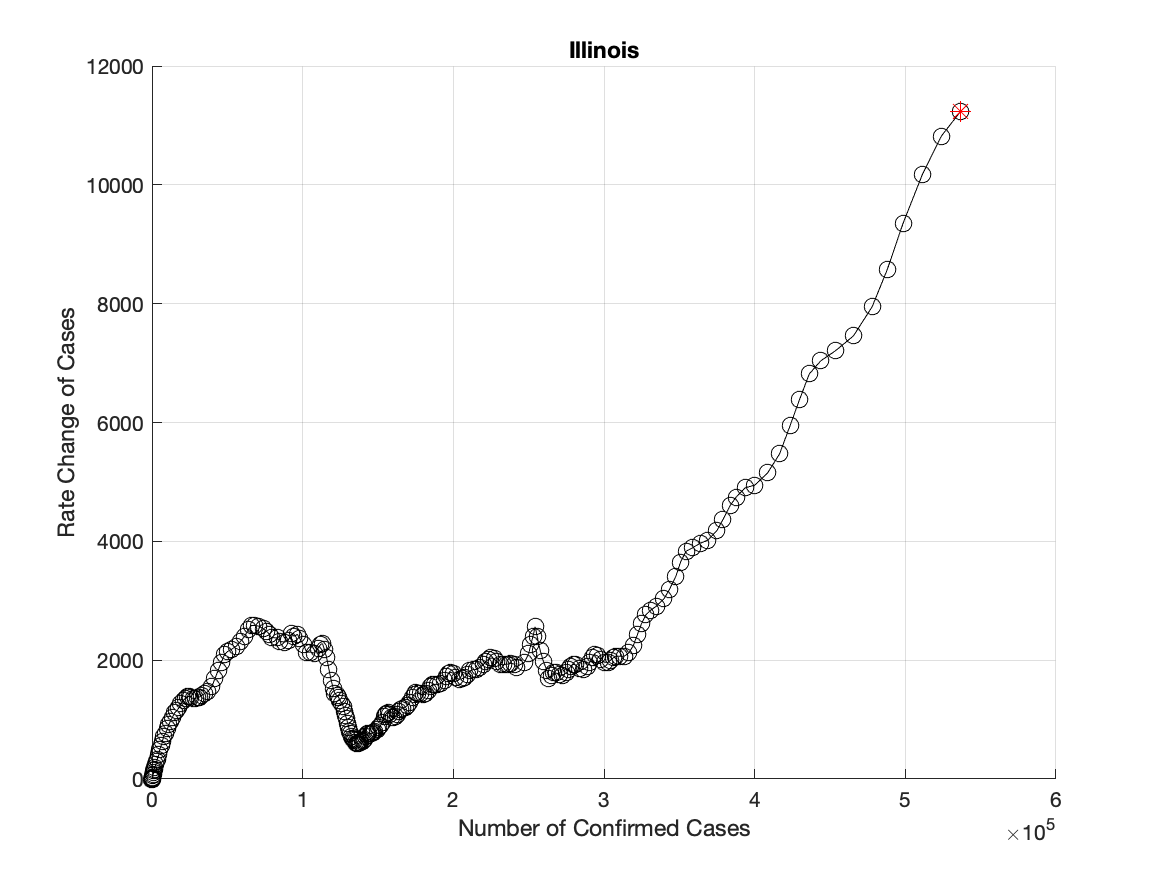 Illinois
12000
10000
8000
6000
4000
2000
0
Rate Change of Cases
0 1 2 3 4 5 6
×10⁵
Number of Confirmed Cases